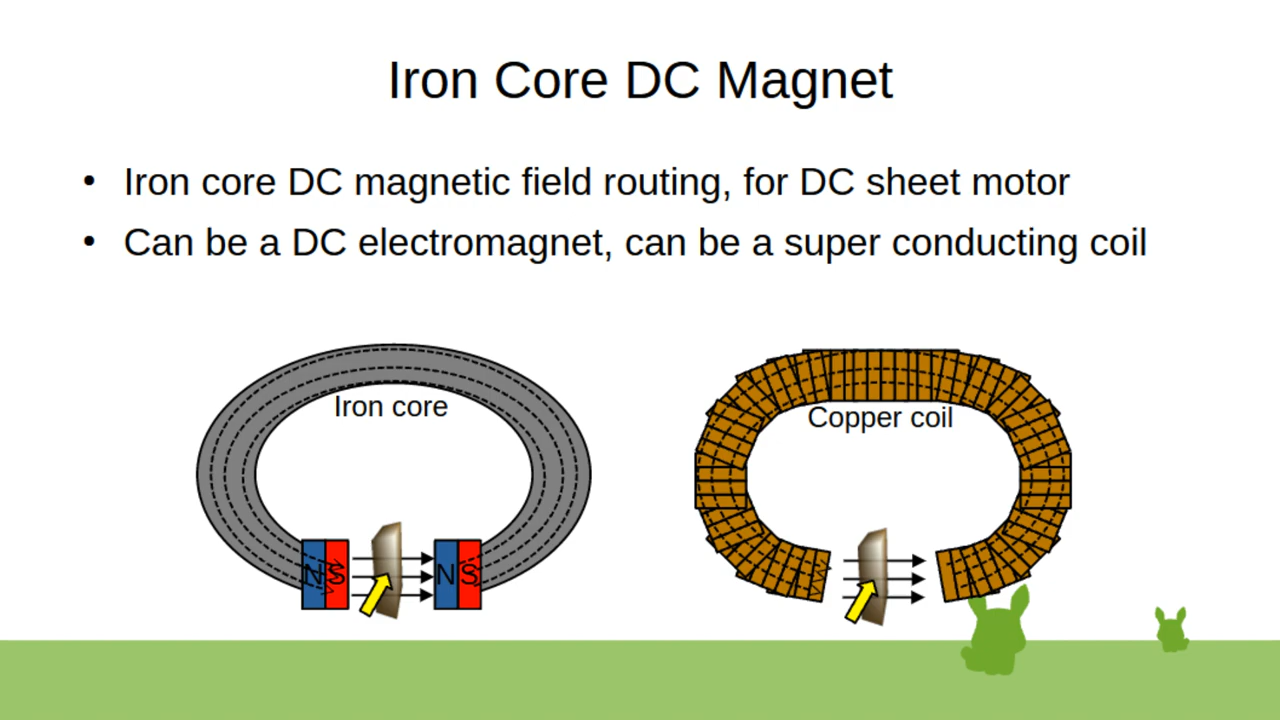 Iron Core DC Magnet
• Iron core DC magnetic field routing, for DC sheet motor
• Can be a DC electromagnet, can be a super conducting coil
Iron core
Copper coil
N S N S